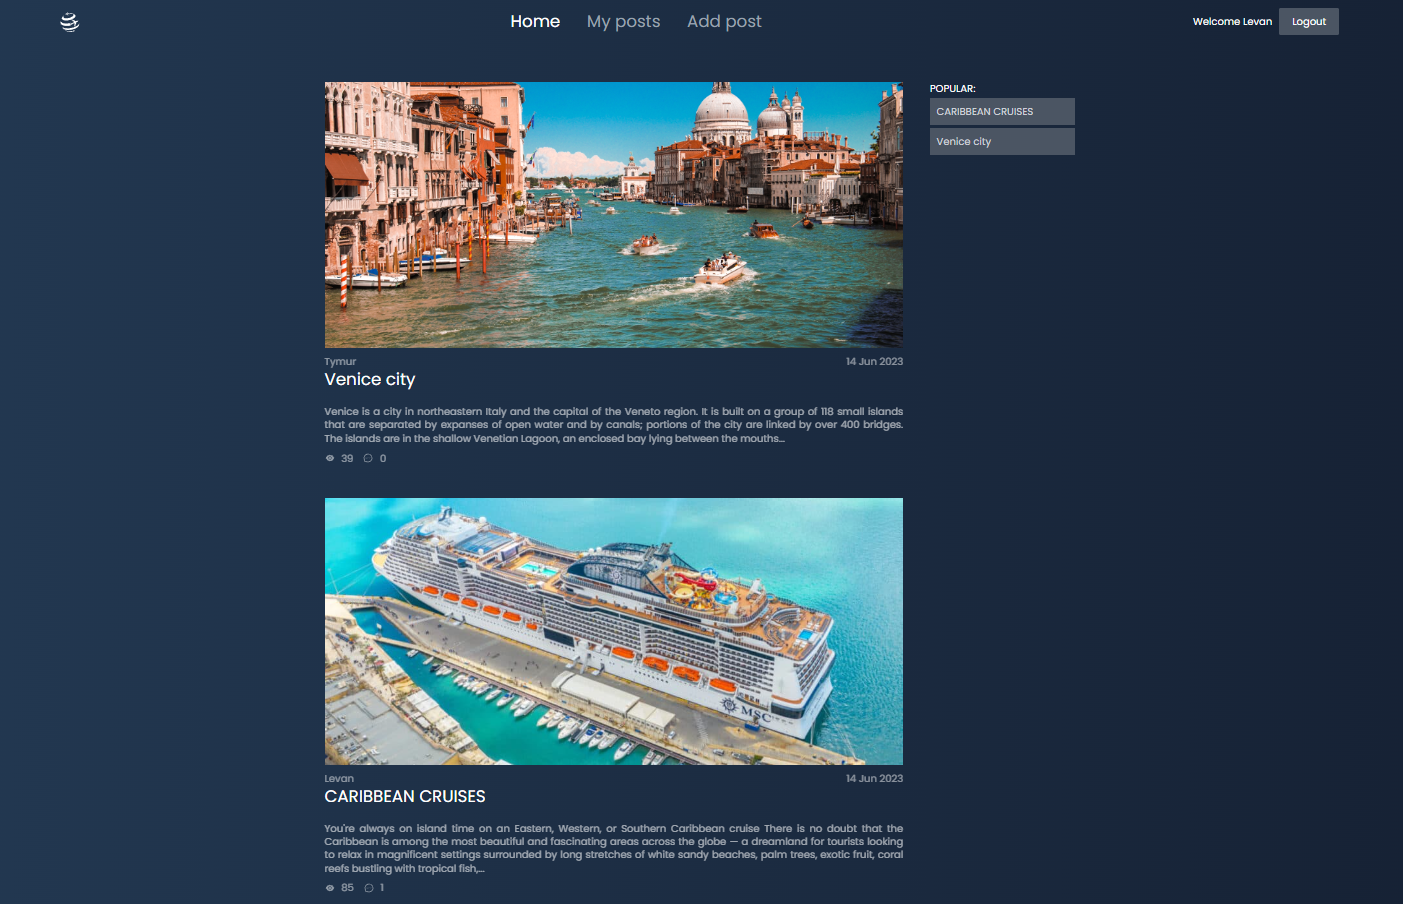 Home
My posts
Add post
Welcome Levan
Logout
POPULAR:
CARIBBEAN CRUISES
Venice city
Tymur
14 Jun 2023
Venice city
Venice is a city in northeastern Italy and the capital of the Veneto region. It is built on a group of 118 small islands
that are separated by expanses of open water and by canals; portions of the city are linked by over 400 bridges.
The islands are in the shallow Venetian Lagoon, an enclosed bay lying between the mouths...
39
0
MSC
Levan
14 Jun 2023
CARIBBEAN CRUISES
You're always on island time on an Eastern, Western, or Southern Caribbean cruise There is no doubt that the
Caribbean is among the most beautiful and fascinating areas across the globe — a dreamland for tourists looking
to relax in magnificent settings surrounded by long stretches of white sandy beaches, palm trees, exotic fruit, coral
reefs bustling with tropical fish,...
85
1